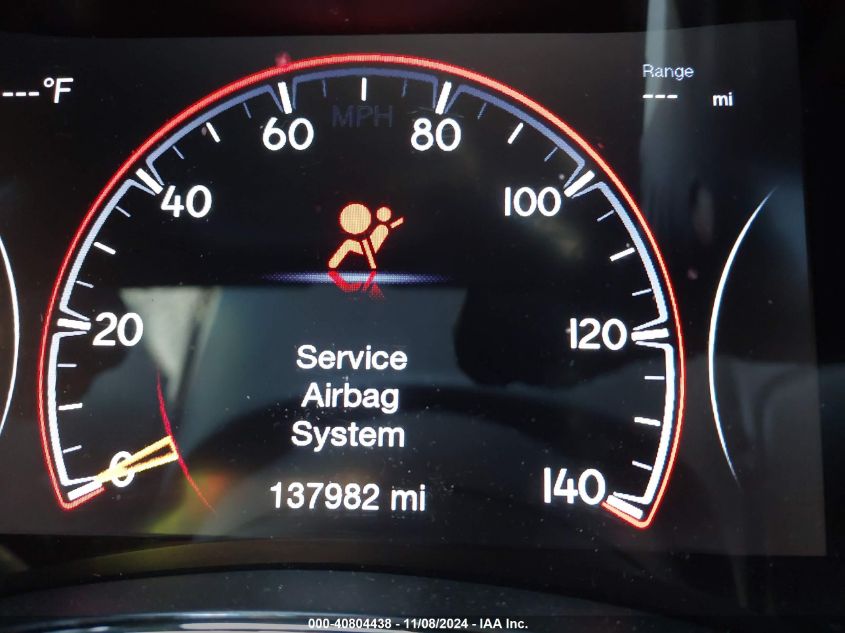 ---°F
Range
--- mi
MPH
0
20
40
60
80
100
120
140
Service
Airbag
System
137982 mi
000-40804438 - 11/08/2024 - IAA Inc.